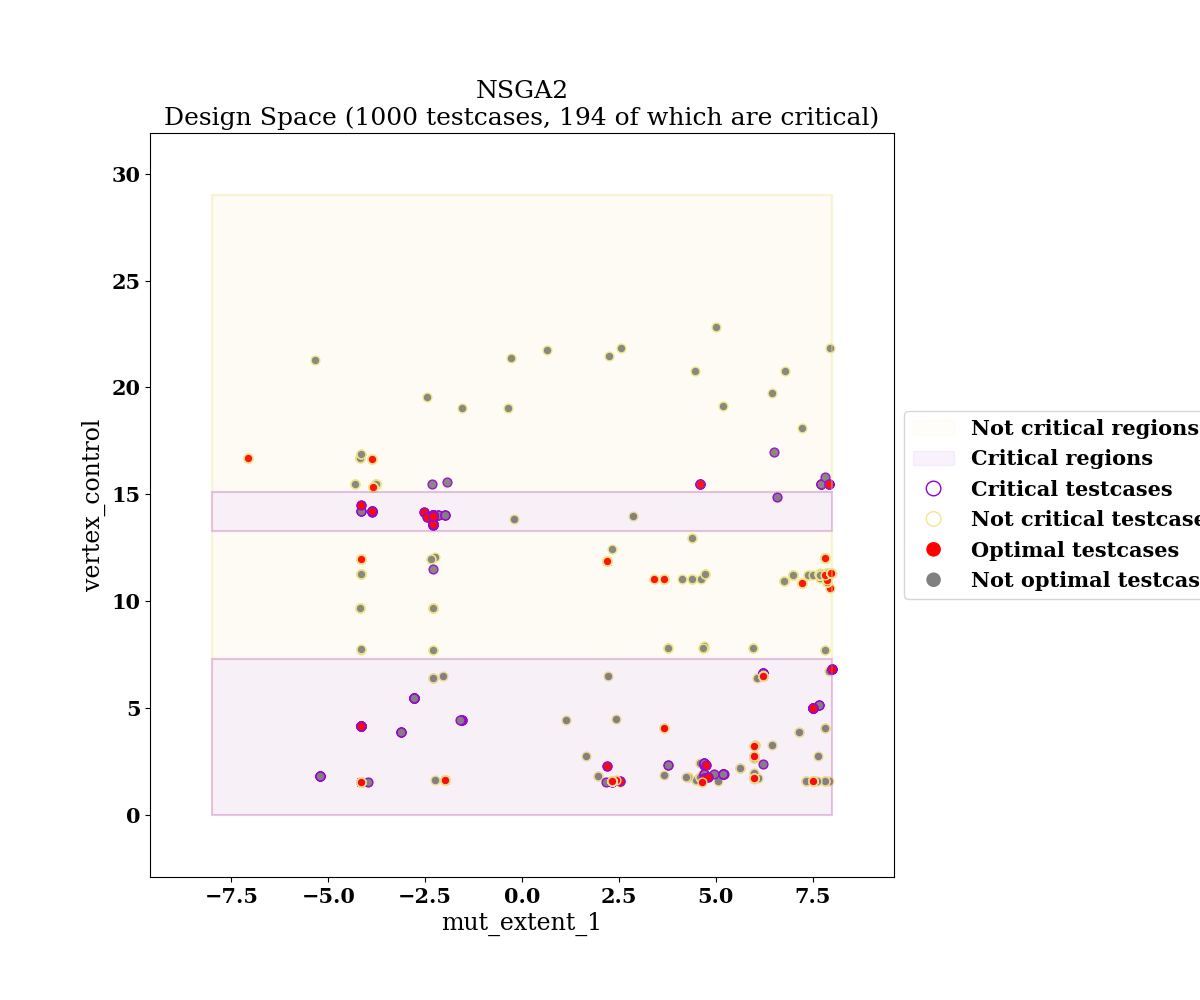 NSGA2
Design Space (1000 testcases, 194 of which are critical)
30
25
20
15
10
5
0
vertex_control
−7.5
−5.0
−2.5
0.0
2.5
5.0
7.5
mut_extent_1
Not critical regions
Critical regions
Critical testcases
Not critical testcase
Optimal testcases
Not optimal testcas